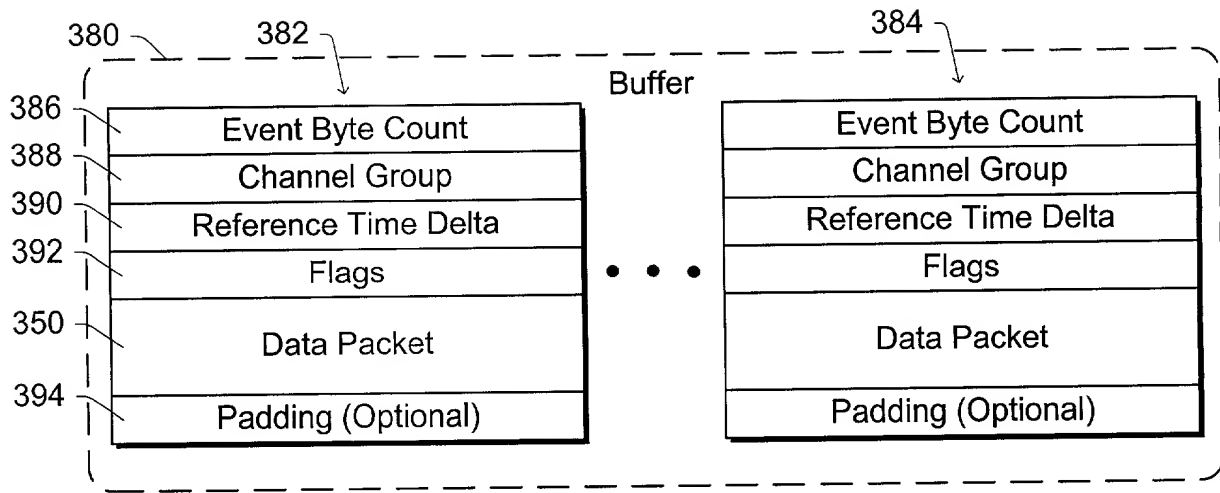 380
382
384
Buffer
386
Event Byte Count
388
Channel Group
390
Reference Time Delta
392
Flags
350
Data Packet
394
Padding (Optional)
Event Byte Count
Channel Group
Reference Time Delta
Flags
Data Packet
Padding (Optional)